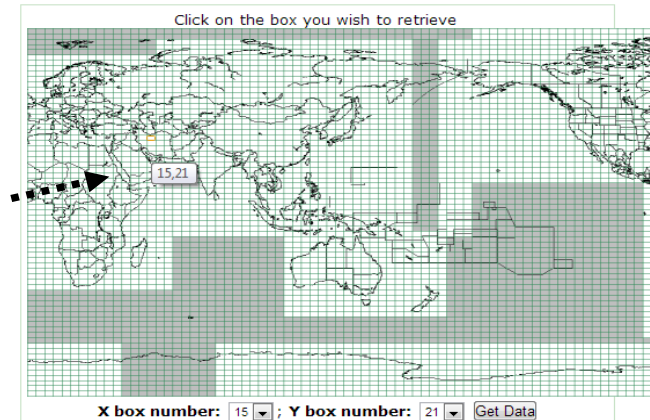 Click on the box you wish to retrieve
15,21
X box number: 15 ; Y box number: 21 Get Data